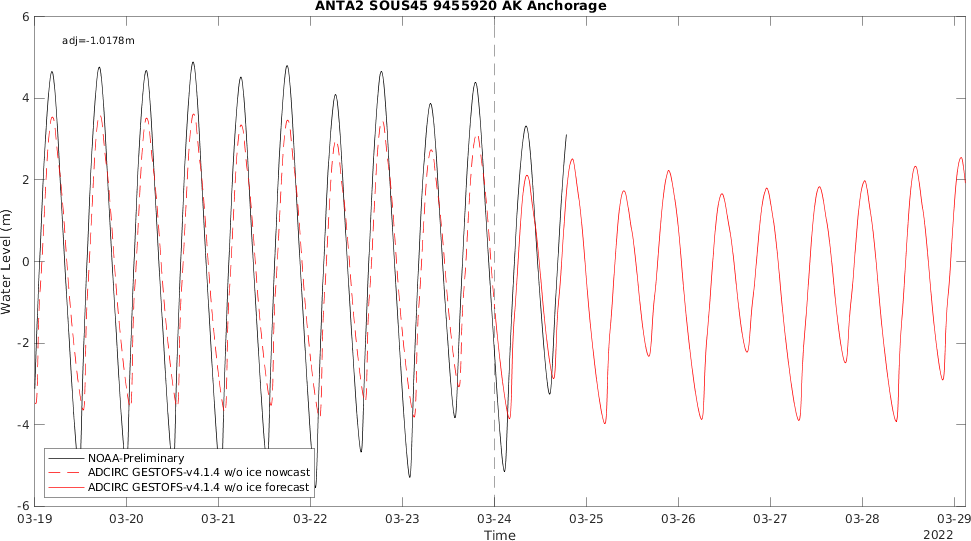 ANTA2 SOUS45 9455920 AK Anchorage
adj=-1.0178m
6
4
2
0
-2
-4
-6
Water Level (m)
NOAA-Preliminary
ADCIRC GESTOFS-v4.1.4 w/o ice nowcast
ADCIRC GESTOFS-v4.1.4 w/o ice forecast
03-19 03-20 03-21 03-22 03-23 03-24 03-25 03-26 03-27 03-28 03-29
Time
2022